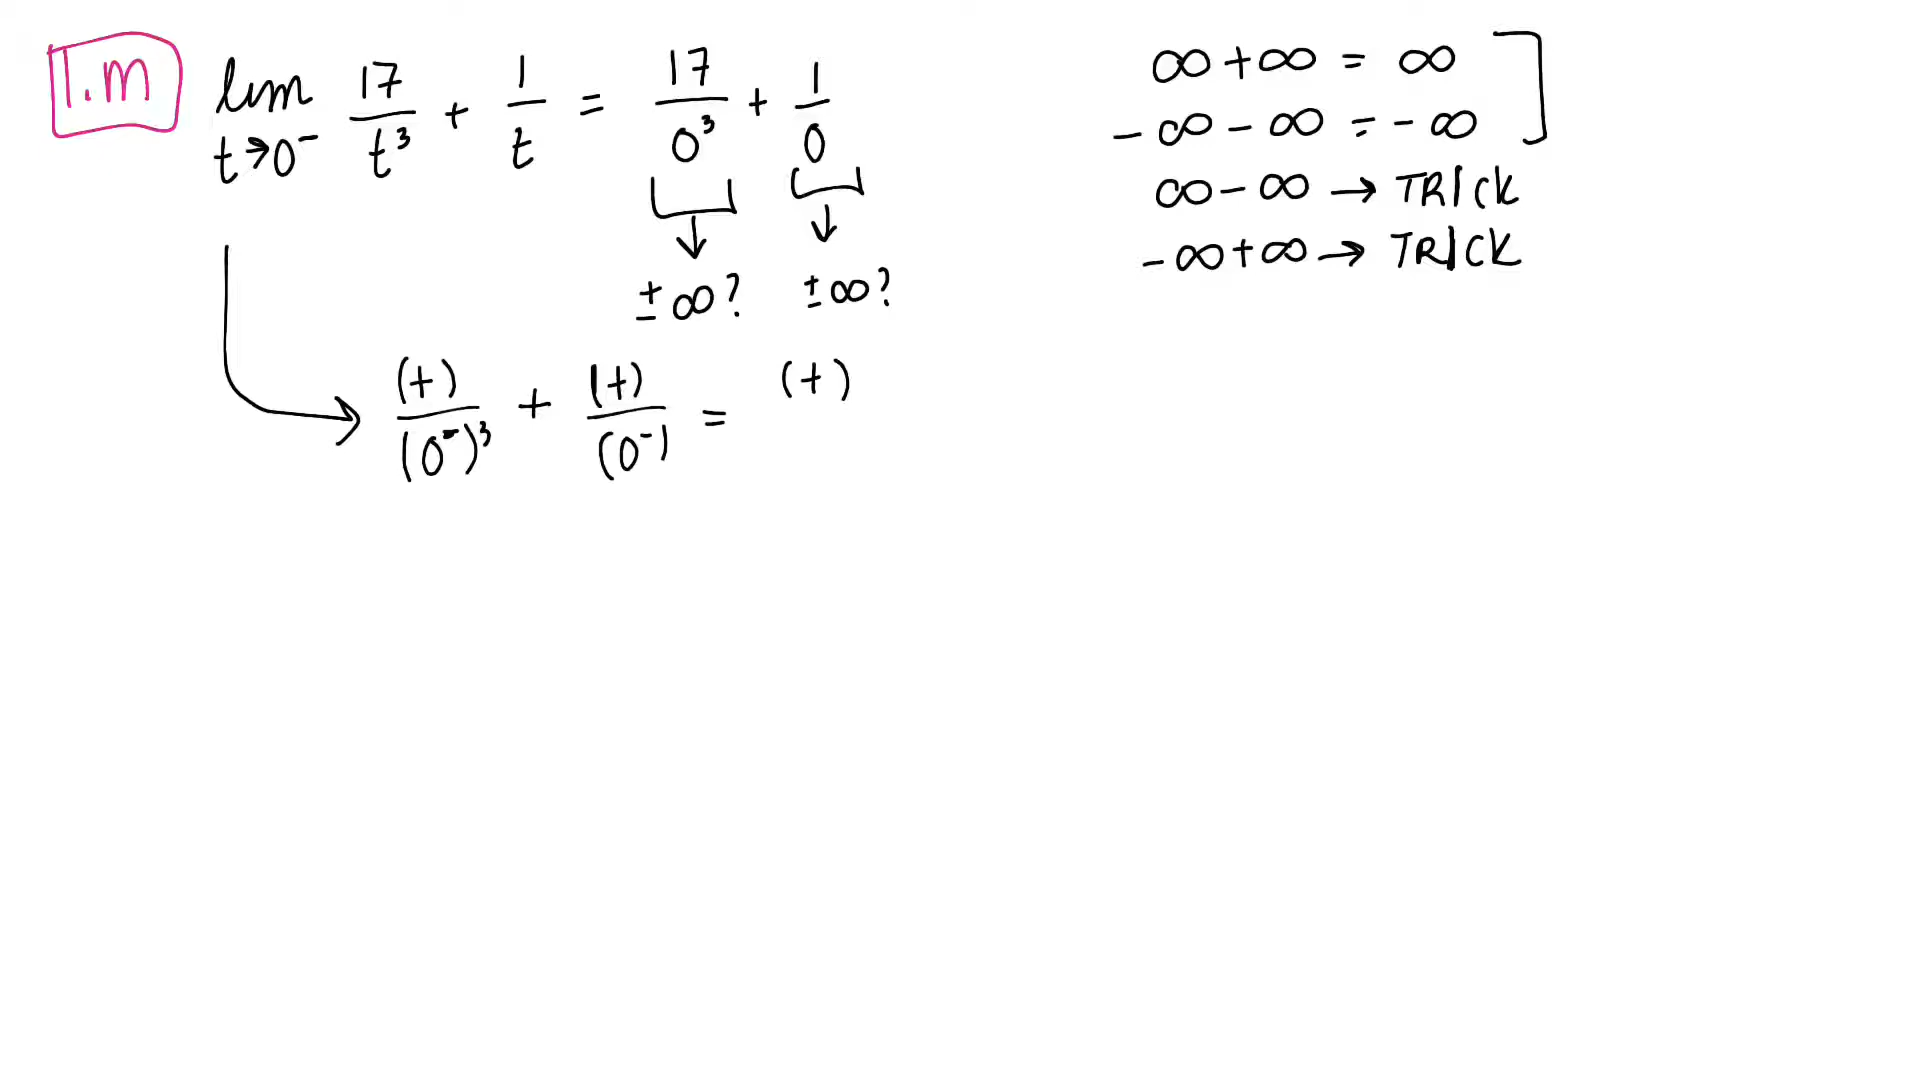 1.m lim t→0⁻ 17/t³ + 1/t = 17/0³ + 1/0
±∞? ±∞?
(+)/(0⁻)³ + (+)/(0⁻) = (+)
∞+∞ = ∞
-∞-∞ = -∞
∞-∞ → TRICK
-∞+∞ → TRICK